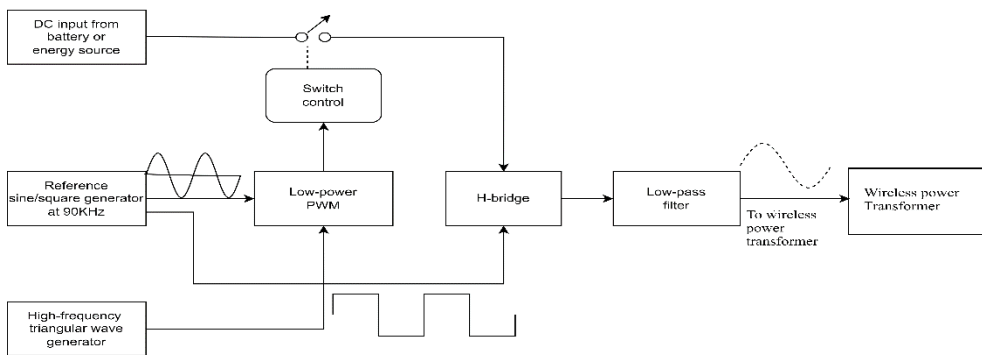 DC input from
battery or
energy source
Switch
control
Reference
sine/square generator
at 90KHz
Low-power
PWM
H-bridge
Low-pass
filter
To wireless
power
transformer
Wireless power
Transformer
High-frequency
triangular wave
generator